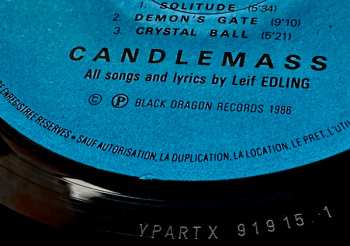 1. SOLITUDE (5'34)
2. DEMON'S GATE (9'10)
3. CRYSTAL BALL (5'21)
CANDLEMASS
All songs and lyrics by Leif EDLING
© Ⓟ BLACK DRAGON RECORDS 1986
ENREGISTRE RESERVES • SAUF AUTORISATION, LA DUPLICATION, LA LOCATION, LE PRET, L'UTI
YPARTX 91915.1